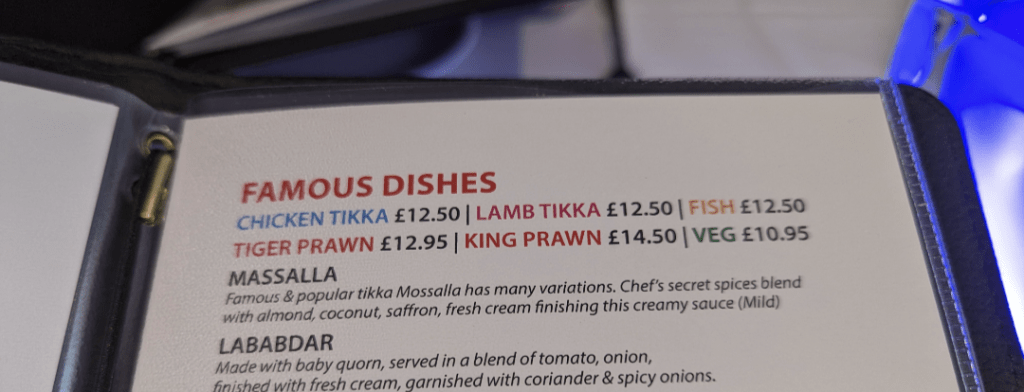 FAMOUS DISHES
CHICKEN TIKKA £12.50 | LAMB TIKKA £12.50 | FISH £12.50
TIGER PRAWN £12.95 | KING PRAWN £14.50 | VEG £10.95
MASSALLA
Famous & popular tikka Mossalla has many variations. Chef's secret spices blend
with almond, coconut, saffron, fresh cream finishing this creamy sauce (Mild)
LABABDAR
Made with baby quorn, served in a blend of tomato, onion,
finished with fresh cream, garnished with coriander & spicy onions.